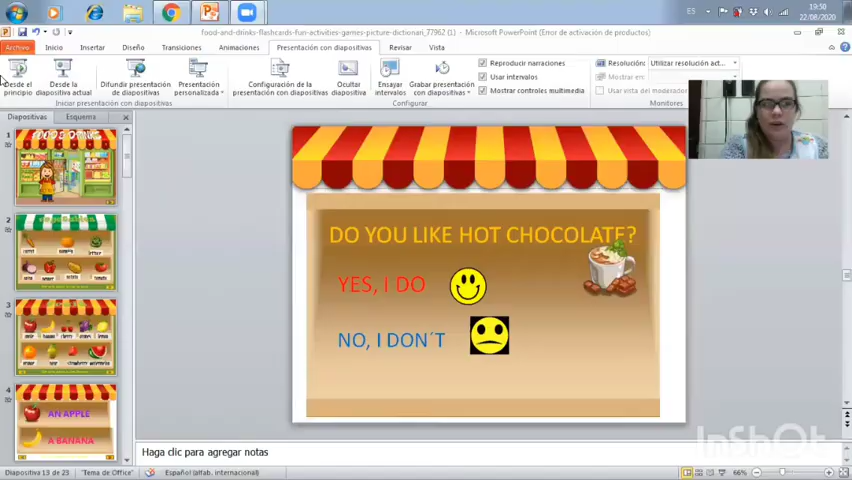 ES
19:50
22/08/2020
food-and-drinks-flashcards-fun-activities-games-picture-dictionari_77962 (1) - Microsoft PowerPoint (Error de activación de productos)
Archivo Inicio Insertar Diseño Transiciones Animaciones Presentación con diapositivas Revisar Vista
Desde el principio
Desde la diapositiva actual
Difundir presentación de diapositivas
Presentación personalizada
Configuración de la presentación con diapositivas
Ocultar diapositiva
Ensayar intervalos
Grabar presentación con diapositivas
Reproducir narraciones
Usar intervalos
Mostrar controles multimedia
Resolución: Utilizar resolución act...
Mostrar en:
Usar vista del moderador
Iniciar presentación con diapositivas
Configurar
Monitores
Diapositivas Esquema
1
2
3
4
AN APPLE
A BANANA
DO YOU LIKE HOT CHOCOLATE?
YES, I DO
NO, I DON´T
InShOt
Haga clic para agregar notas
Diapositiva 13 de 23 "Tema de Office" Español (alfab. internacional) 66%